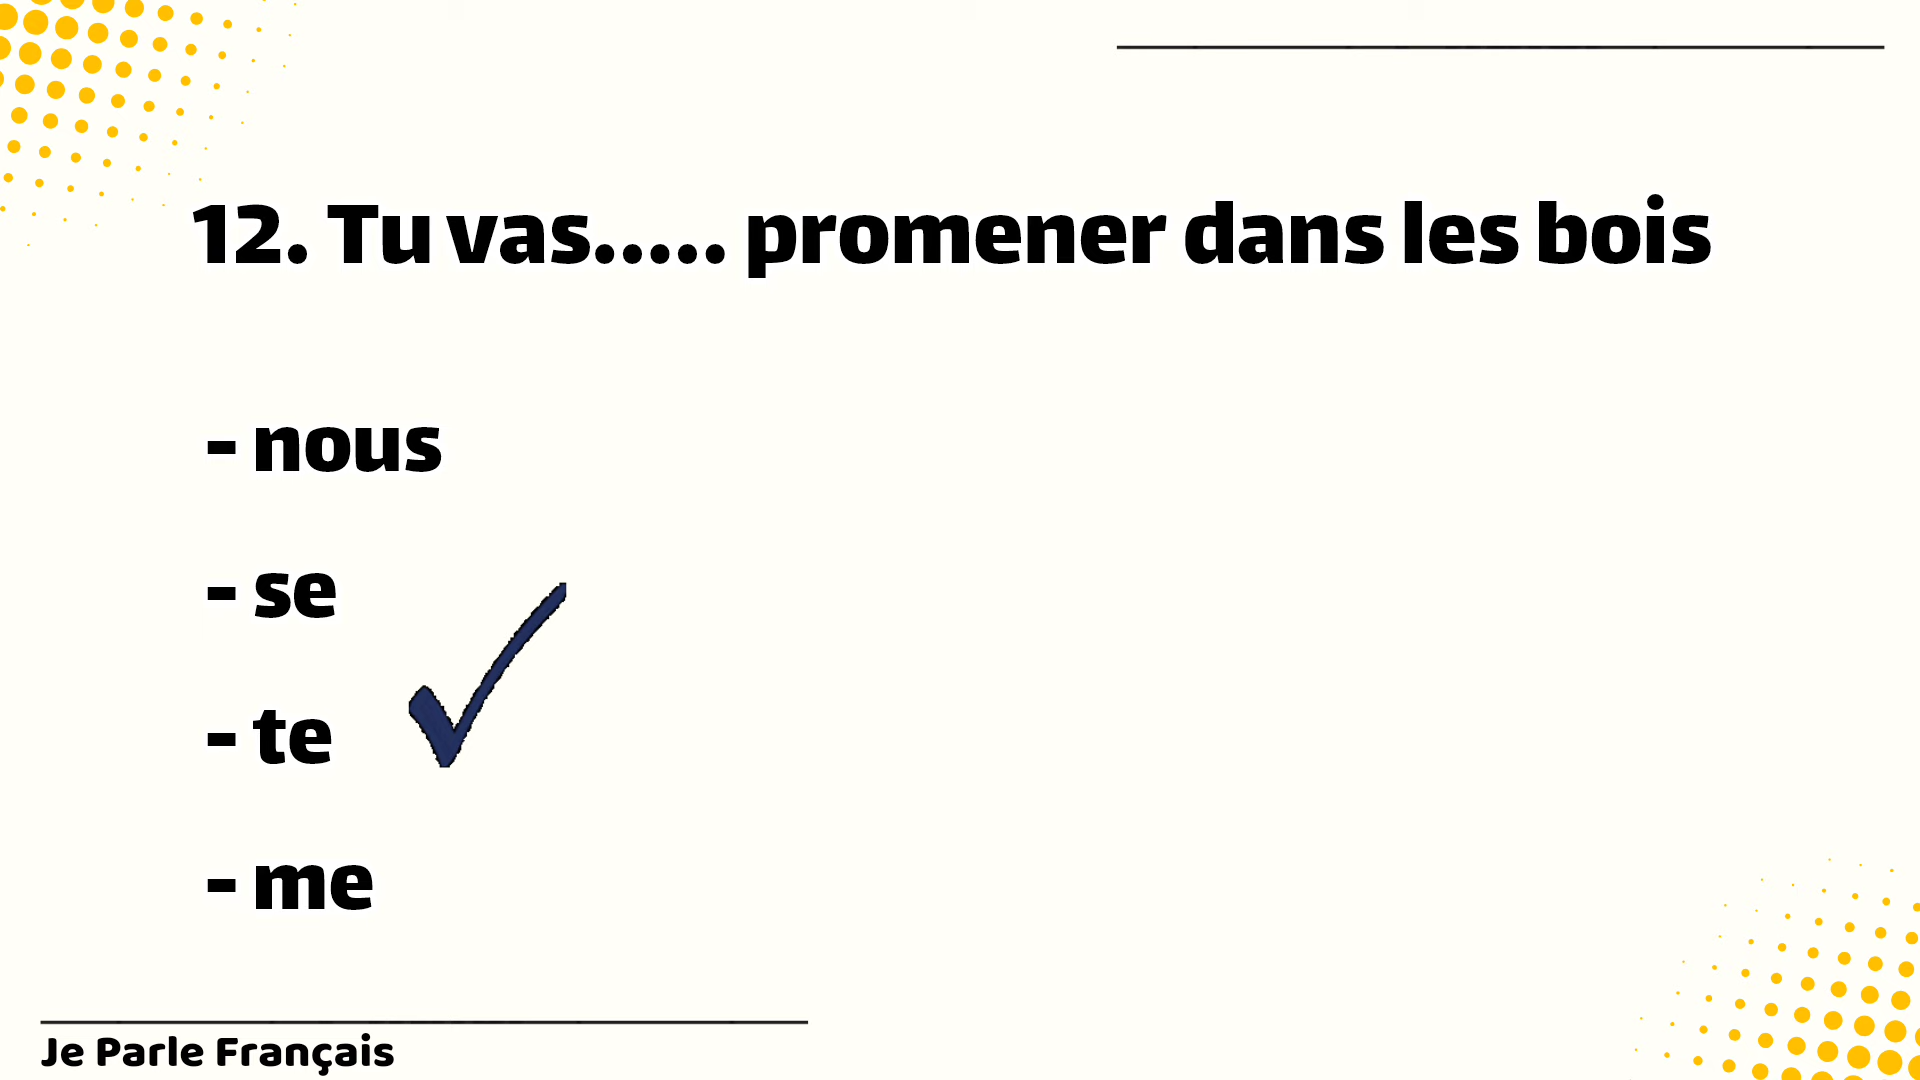 12. Tu vas..... promener dans les bois
- nous
- se
- te
- me
Je Parle Français